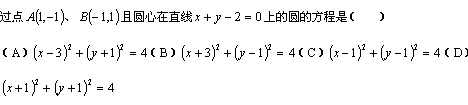 过点 A(1,−1)、 B(−1,1)且圆心在直线 x + y − 2 = 0 上的圆的方程是（　　）
（A）(x − 3)² + (y + 1)² = 4（B）(x + 3)² + (y − 1)² = 4（C）(x − 1)² + (y − 1)² = 4（D）
(x + 1)² + (y + 1)² = 4